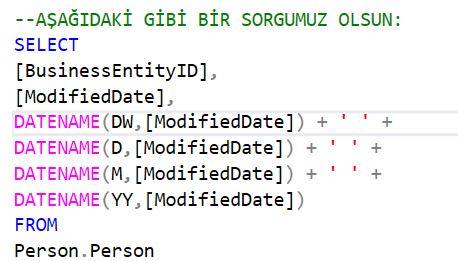 --AŞAĞIDAKİ GİBİ BİR SORGUMUZ OLSUN:
SELECT
[BusinessEntityID],
[ModifiedDate],
DATENAME(DW,[ModifiedDate]) + ' ' +
DATENAME(D,[ModifiedDate]) + ' ' +
DATENAME(M,[ModifiedDate]) + ' ' +
DATENAME(YY,[ModifiedDate])
FROM
Person.Person